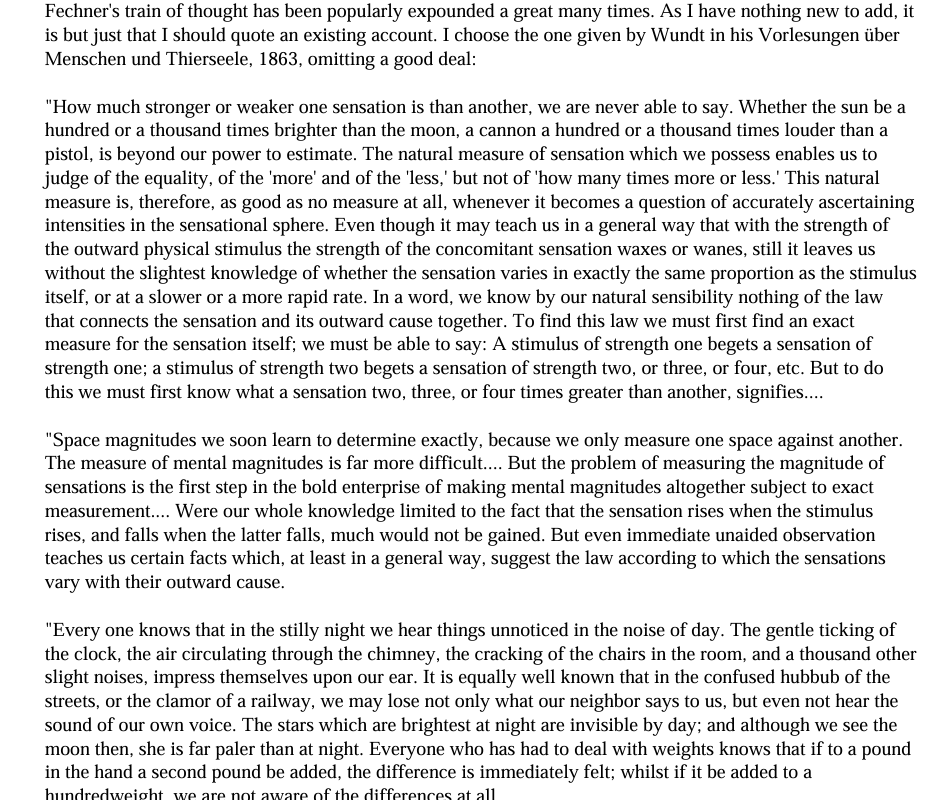 Fechner's train of thought has been popularly expounded a great many times. As I have nothing new to add, it
is but just that I should quote an existing account. I choose the one given by Wundt in his Vorlesungen über
Menschen und Thierseele, 1863, omitting a good deal:
"How much stronger or weaker one sensation is than another, we are never able to say. Whether the sun be a
hundred or a thousand times brighter than the moon, a cannon a hundred or a thousand times louder than a
pistol, is beyond our power to estimate. The natural measure of sensation which we possess enables us to
judge of the equality, of the 'more' and of the 'less,' but not of 'how many times more or less.' This natural
measure is, therefore, as good as no measure at all, whenever it becomes a question of accurately ascertaining
intensities in the sensational sphere. Even though it may teach us in a general way that with the strength of
the outward physical stimulus the strength of the concomitant sensation waxes or wanes, still it leaves us
without the slightest knowledge of whether the sensation varies in exactly the same proportion as the stimulus
itself, or at a slower or a more rapid rate. In a word, we know by our natural sensibility nothing of the law
that connects the sensation and its outward cause together. To find this law we must first find an exact
measure for the sensation itself; we must be able to say: A stimulus of strength one begets a sensation of
strength one; a stimulus of strength two begets a sensation of strength two, or three, or four, etc. But to do
this we must first know what a sensation two, three, or four times greater than another, signifies....
"Space magnitudes we soon learn to determine exactly, because we only measure one space against another.
The measure of mental magnitudes is far more difficult.... But the problem of measuring the magnitude of
sensations is the first step in the bold enterprise of making mental magnitudes altogether subject to exact
measurement.... Were our whole knowledge limited to the fact that the sensation rises when the stimulus
rises, and falls when the latter falls, much would not be gained. But even immediate unaided observation
teaches us certain facts which, at least in a general way, suggest the law according to which the sensations
vary with their outward cause.
"Every one knows that in the stilly night we hear things unnoticed in the noise of day. The gentle ticking of
the clock, the air circulating through the chimney, the cracking of the chairs in the room, and a thousand other
slight noises, impress themselves upon our ear. It is equally well known that in the confused hubbub of the
streets, or the clamor of a railway, we may lose not only what our neighbor says to us, but even not hear the
sound of our own voice. The stars which are brightest at night are invisible by day; and although we see the
moon then, she is far paler than at night. Everyone who has had to deal with weights knows that if to a pound
in the hand a second pound be added, the difference is immediately felt; whilst if it be added to a
hundredweight, we are not aware of the differences at all